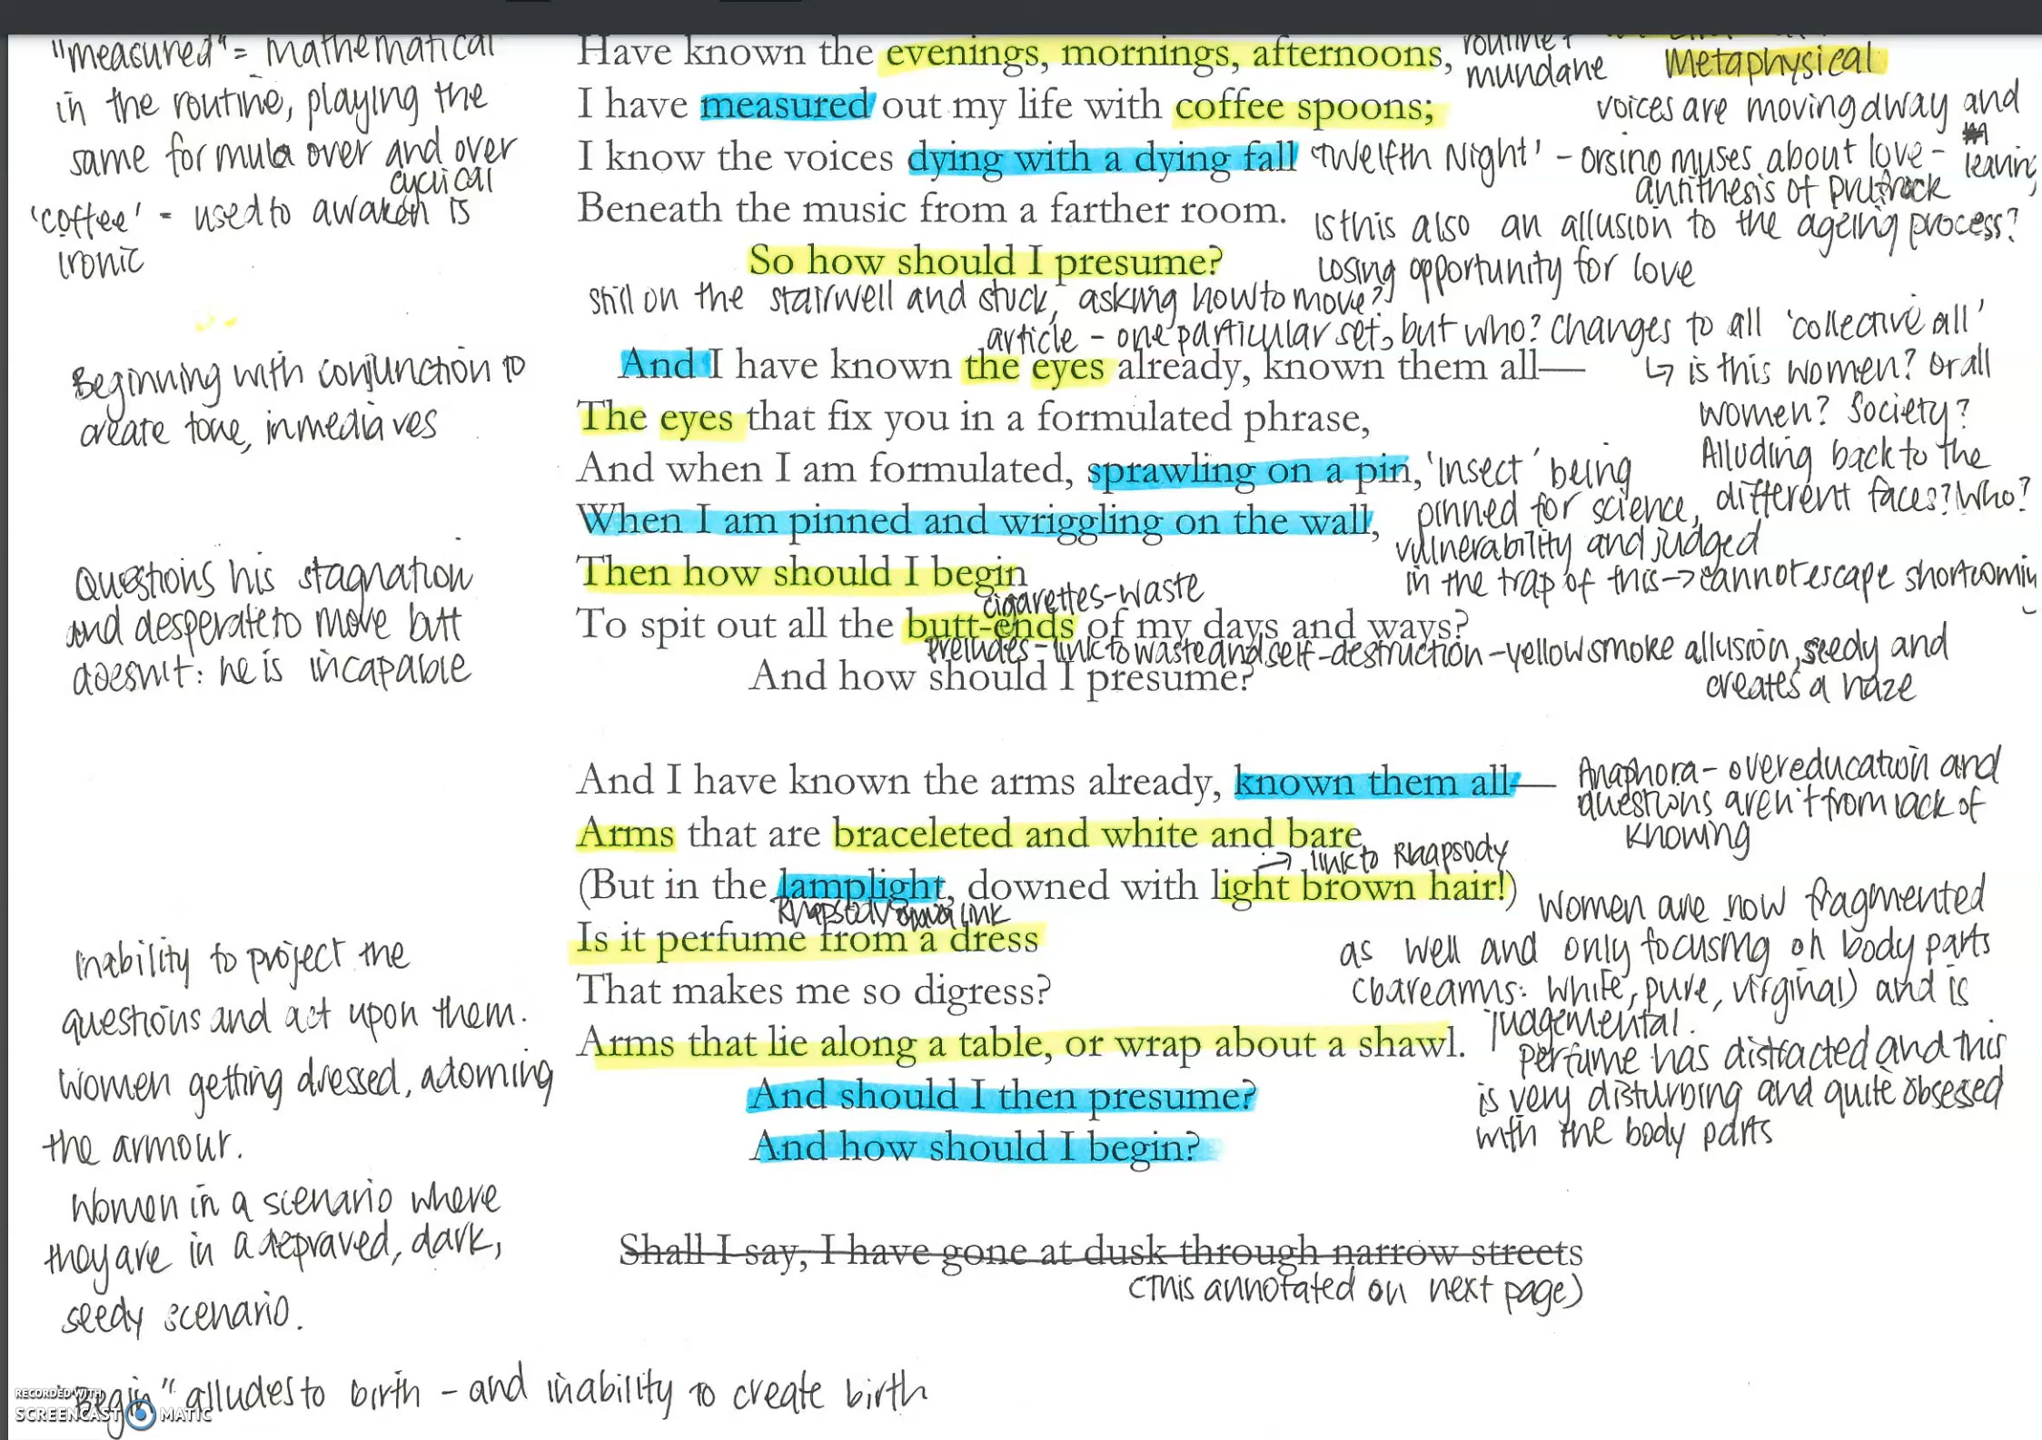 "measured" = mathematical
in the routine, playing the
same formula over and over
cyclical
'coffee' - used to awaken is
ironic
Beginning with conjunction to
create tone, in media res
Questions his stagnation
and desperate to move but
doesn't: he is incapable
Inability to project the
questions and act upon them.
Women getting dressed, adorning
the armour.
Women in a scenario where
they are in a depraved, dark,
seedy scenario.
"Begin" alludes to birth - and inability to create birth
Have known the evenings, mornings, afternoons,
I have measured out my life with coffee spoons;
I know the voices dying with a dying fall
Beneath the music from a farther room.
So how should I presume?
still on the stairwell and stuck, asking how to move?
article - one particular set, but who? Changes to all 'collective all'
And I have known the eyes already, known them all—
The eyes that fix you in a formulated phrase,
And when I am formulated, sprawling on a pin,
When I am pinned and wriggling on the wall,
Then how should I begin
cigarettes-waste
To spit out all the butt-ends of my days and ways?
preludes - link to waste and self-destruction - yellow smoke allusion, seedy and
creates a haze
And how should I presume?
And I have known the arms already, known them all—
Arms that are braceleted and white and bare
→ link to Rhapsody
(But in the lamplight, downed with light brown hair!)
Rhapsody link
Is it perfume from a dress
That makes me so digress?
Arms that lie along a table, or wrap about a shawl.
And should I then presume?
And how should I begin?
Shall I say, I have gone at dusk through narrow streets
(This annotated on next page)
routine +
mundane
Metaphysical
voices are moving away and
leaving
'Twelfth Night' - Orsino muses about love -
antithesis of prufrock
Is this also an allusion to the ageing process?
Losing opportunity for love
↳ is this women? Or all
women? Society?
Alluding back to the
different faces? Who?
'Insect' being
pinned for science,
vulnerability and judged
in the trap of this → cannot escape shortcomin
Anaphora - overeducation and
questions aren't from lack of
knowing
Women are now fragmented
as well and only focusing on body parts
(bare arms: white, pure, virginal) and is
judgemental.
Perfume has distracted and this
is very disturbing and quite obsessed
with the body parts
RECORDED WITH
SCREENCAST MATIC